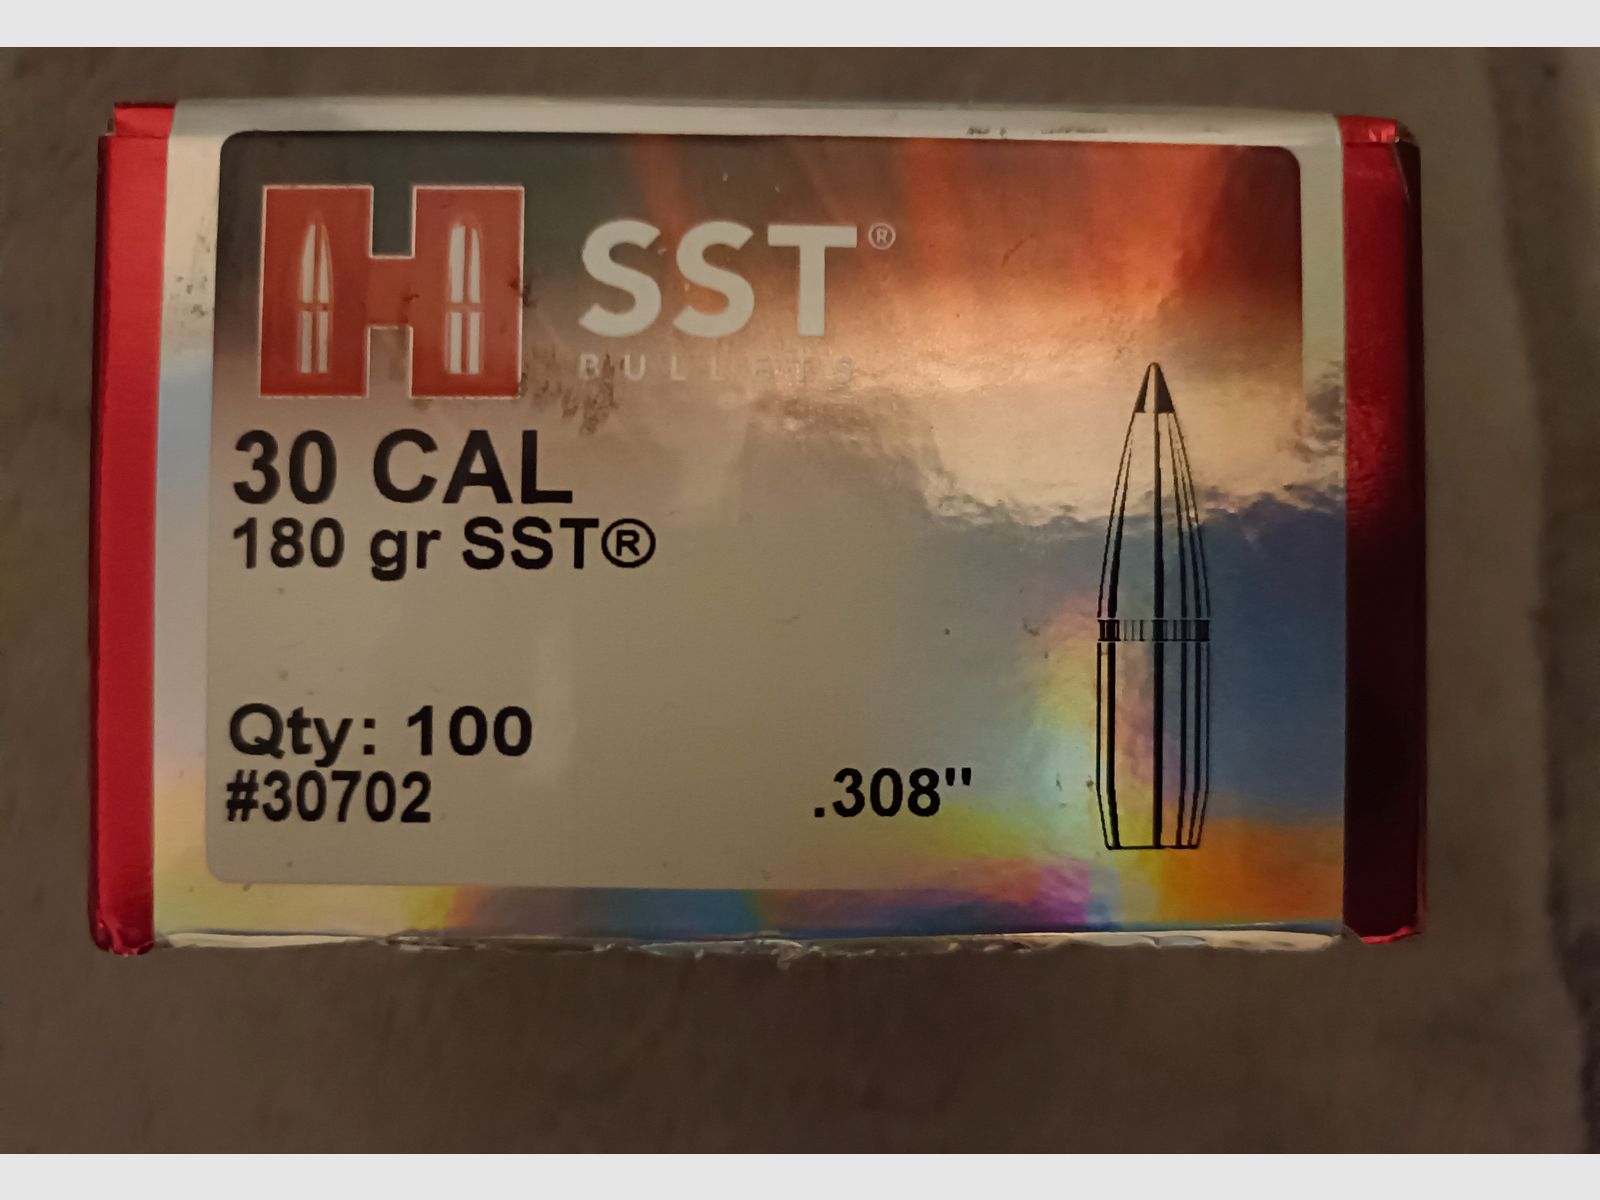 H SST®
BULLETS
30 CAL
180 gr SST®
Qty: 100
#30702
.308"